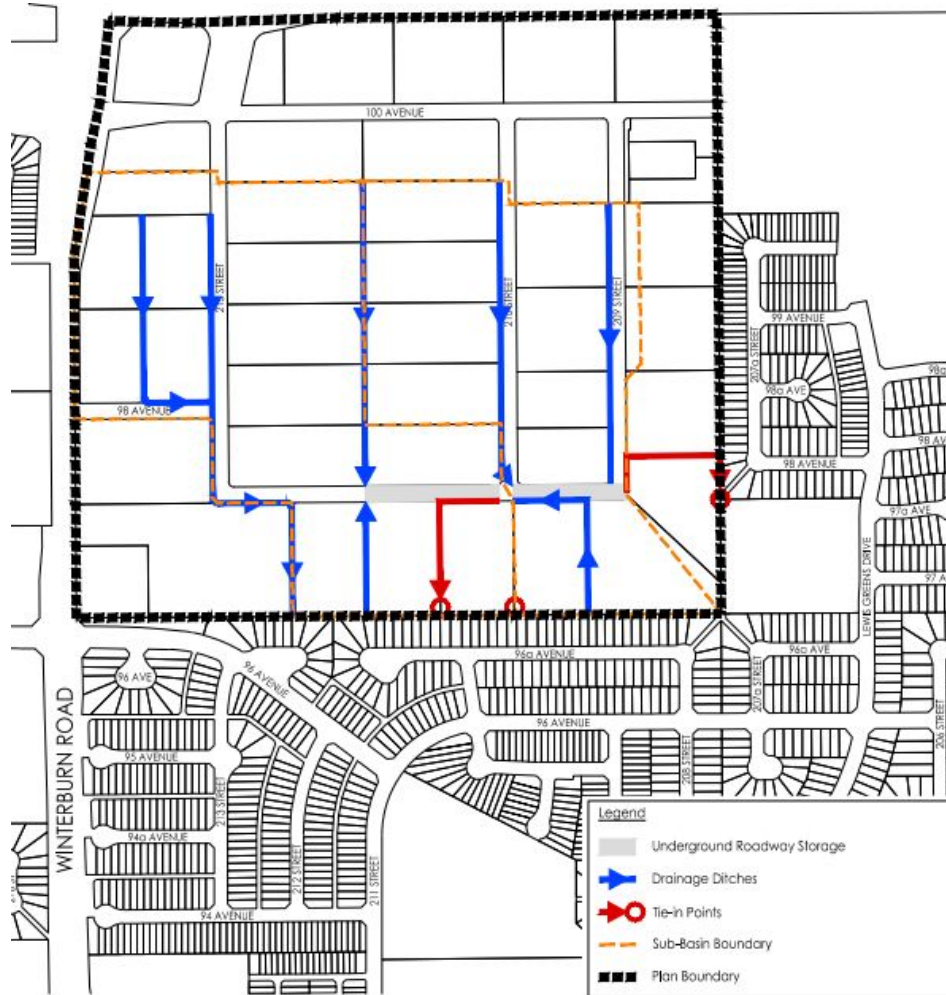 100 AVENUE
213 STREET
210 STREET
209 STREET
99 AVENUE
207a STREET
98a AVE
98a
98 AVENUE
98 AV
98 AVENUE
97a AVE
LEWIS GREENS DRIVE
97 A
96a AVENUE
96a AVE
96 AVE
96 AVENUE
207a STREET
206 STREET
96 AVENUE
WINTERBURN ROAD
95 AVENUE
213 STREET
208 STREET
94a AVENUE
212 STREET
211 STREET
94 AVENUE
Legend
Underground Roadway Storage
Drainage Ditches
Tie-in Points
Sub-Basin Boundary
Plan Boundary